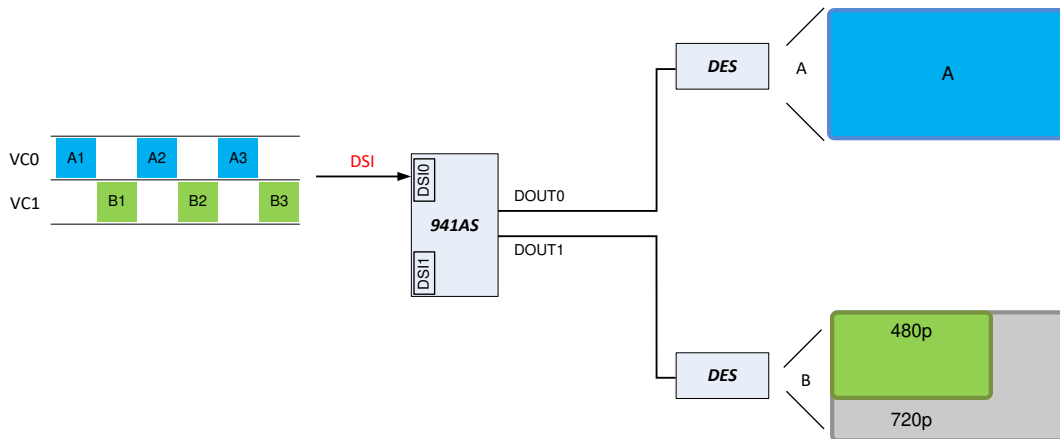 DES
A
A
VC0
A1
A2
A3
DSI
DSI0
VC1
B1
B2
B3
DOUT0
941AS
DOUT1
DSI1
480p
DES
B
720p